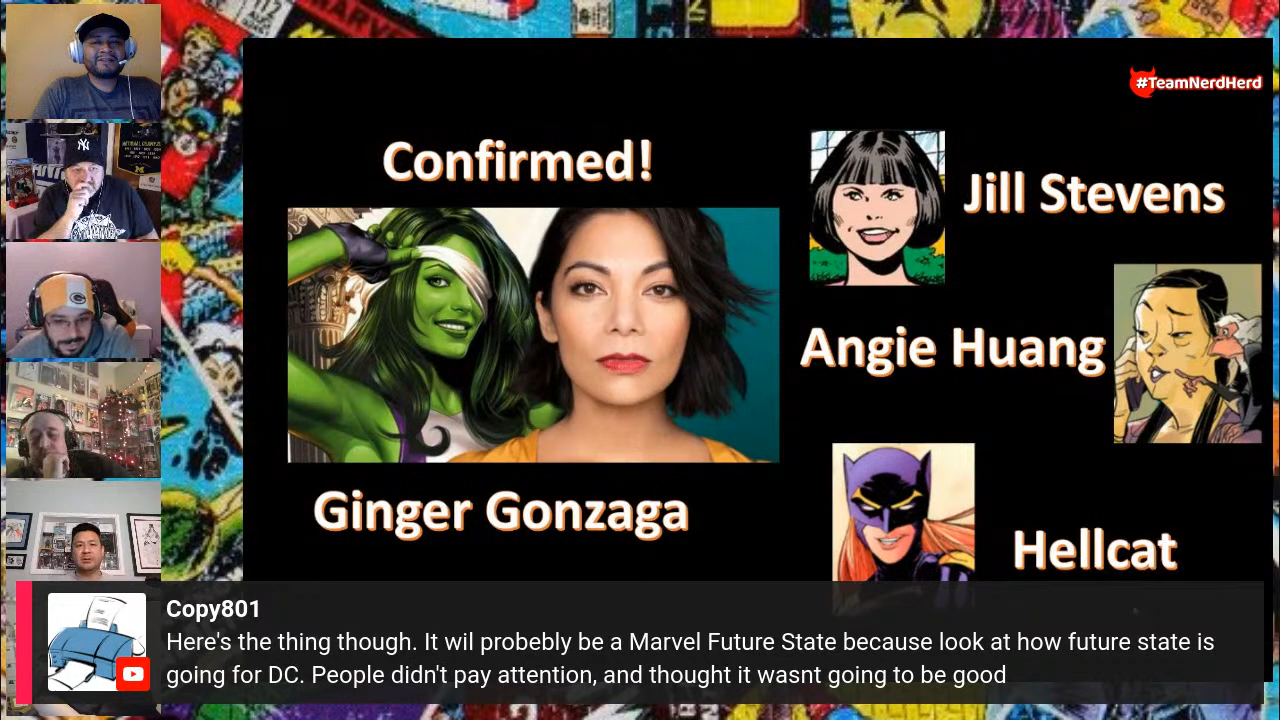 #TeamNerdHerd
Confirmed!
Jill Stevens
Angie Huang
Ginger Gonzaga
Hellcat
Copy801
Here's the thing though. It wil probebly be a Marvel Future State because look at how future state is
going for DC. People didn't pay attention, and thought it wasnt going to be good